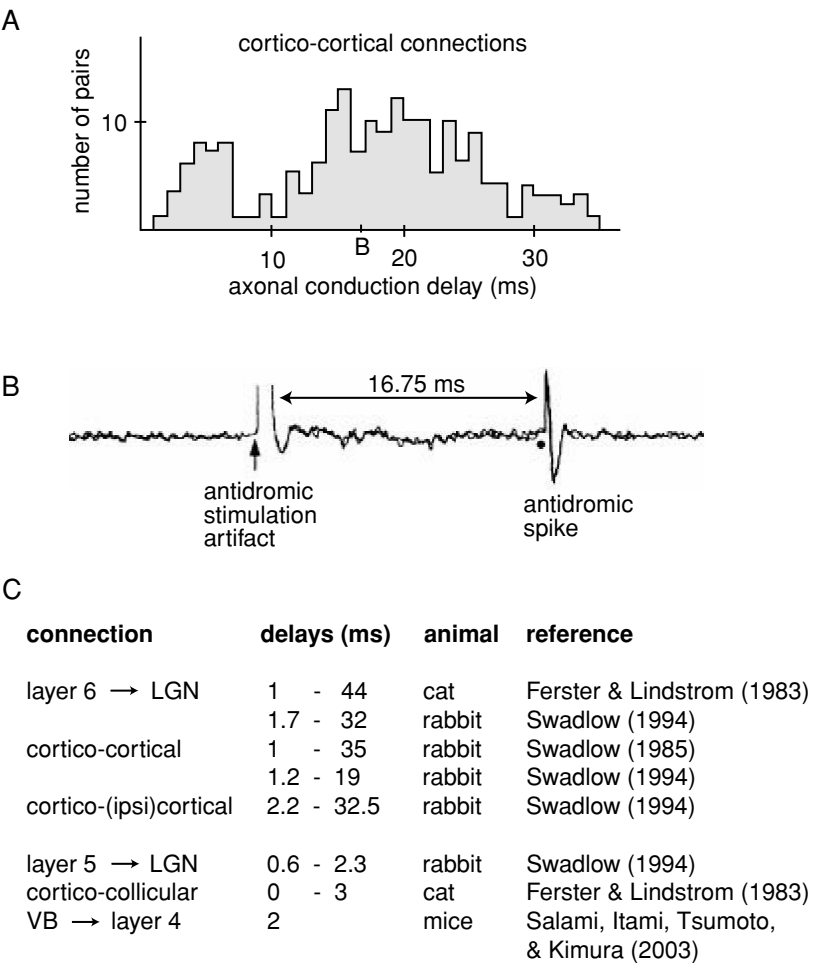 A
cortico-cortical connections
number of pairs
10
10 B 20 30
axonal conduction delay (ms)
B
16.75 ms
antidromic
stimulation
artifact
antidromic
spike
C
connection delays (ms) animal reference
layer 6 → LGN 1 - 44 cat Ferster & Lindstrom (1983)
1.7 - 32 rabbit Swadlow (1994)
cortico-cortical 1 - 35 rabbit Swadlow (1985)
1.2 - 19 rabbit Swadlow (1994)
cortico-(ipsi)cortical 2.2 - 32.5 rabbit Swadlow (1994)
layer 5 → LGN 0.6 - 2.3 rabbit Swadlow (1994)
cortico-collicular 0 - 3 cat Ferster & Lindstrom (1983)
VB → layer 4 2 mice Salami, Itami, Tsumoto,
& Kimura (2003)